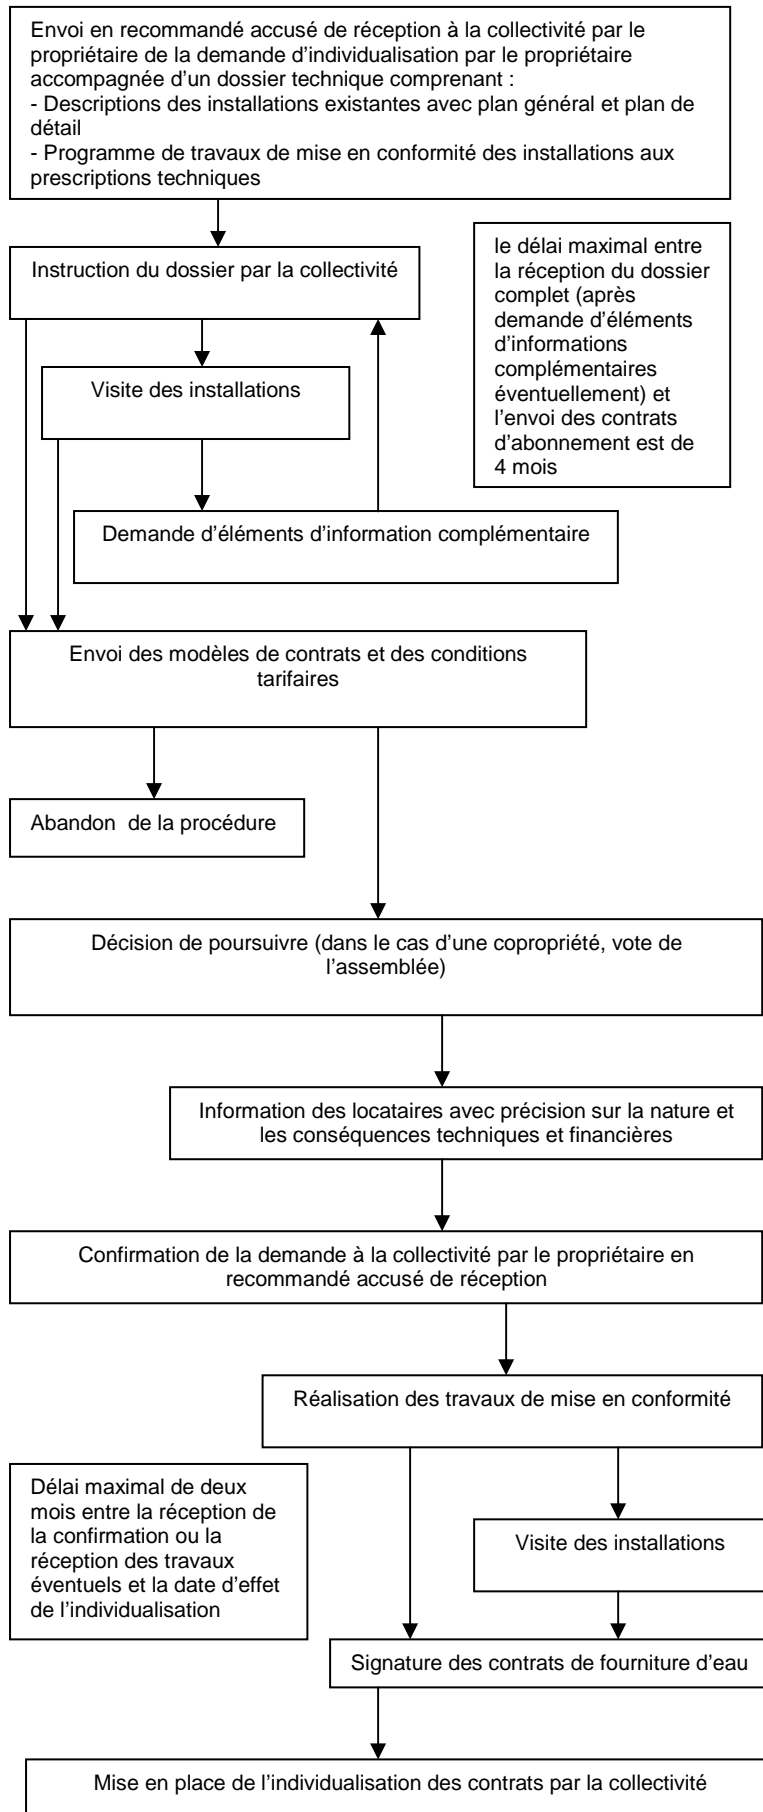 Envoi en recommandé accusé de réception à la collectivité par le
propriétaire de la demande d'individualisation par le propriétaire
accompagnée d'un dossier technique comprenant :
- Descriptions des installations existantes avec plan général et plan de
détail
- Programme de travaux de mise en conformité des installations aux
prescriptions techniques
Instruction du dossier par la collectivité
le délai maximal entre
la réception du dossier
complet (après
demande d'éléments
d'informations
complémentaires
éventuellement) et
l'envoi des contrats
d'abonnement est de
4 mois
Visite des installations
Demande d'éléments d'information complémentaire
Envoi des modèles de contrats et des conditions
tarifaires
Abandon de la procédure
Décision de poursuivre (dans le cas d'une copropriété, vote de
l'assemblée)
Information des locataires avec précision sur la nature et
les conséquences techniques et financières
Confirmation de la demande à la collectivité par le propriétaire en
recommandé accusé de réception
Réalisation des travaux de mise en conformité
Délai maximal de deux
mois entre la réception de
la confirmation ou la
réception des travaux
éventuels et la date d'effet
de l'individualisation
Visite des installations
Signature des contrats de fourniture d'eau
Mise en place de l'individualisation des contrats par la collectivité